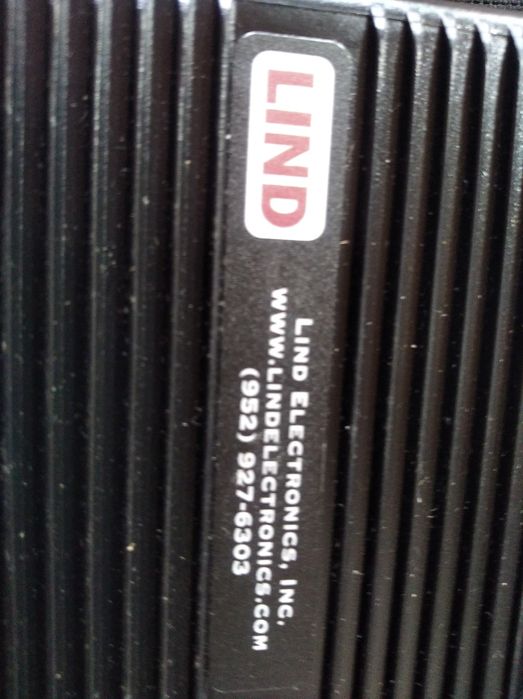 LIND
LIND ELECTRONICS, INC.
WWW.LINDELECTRONICS.COM
(952) 927-6303